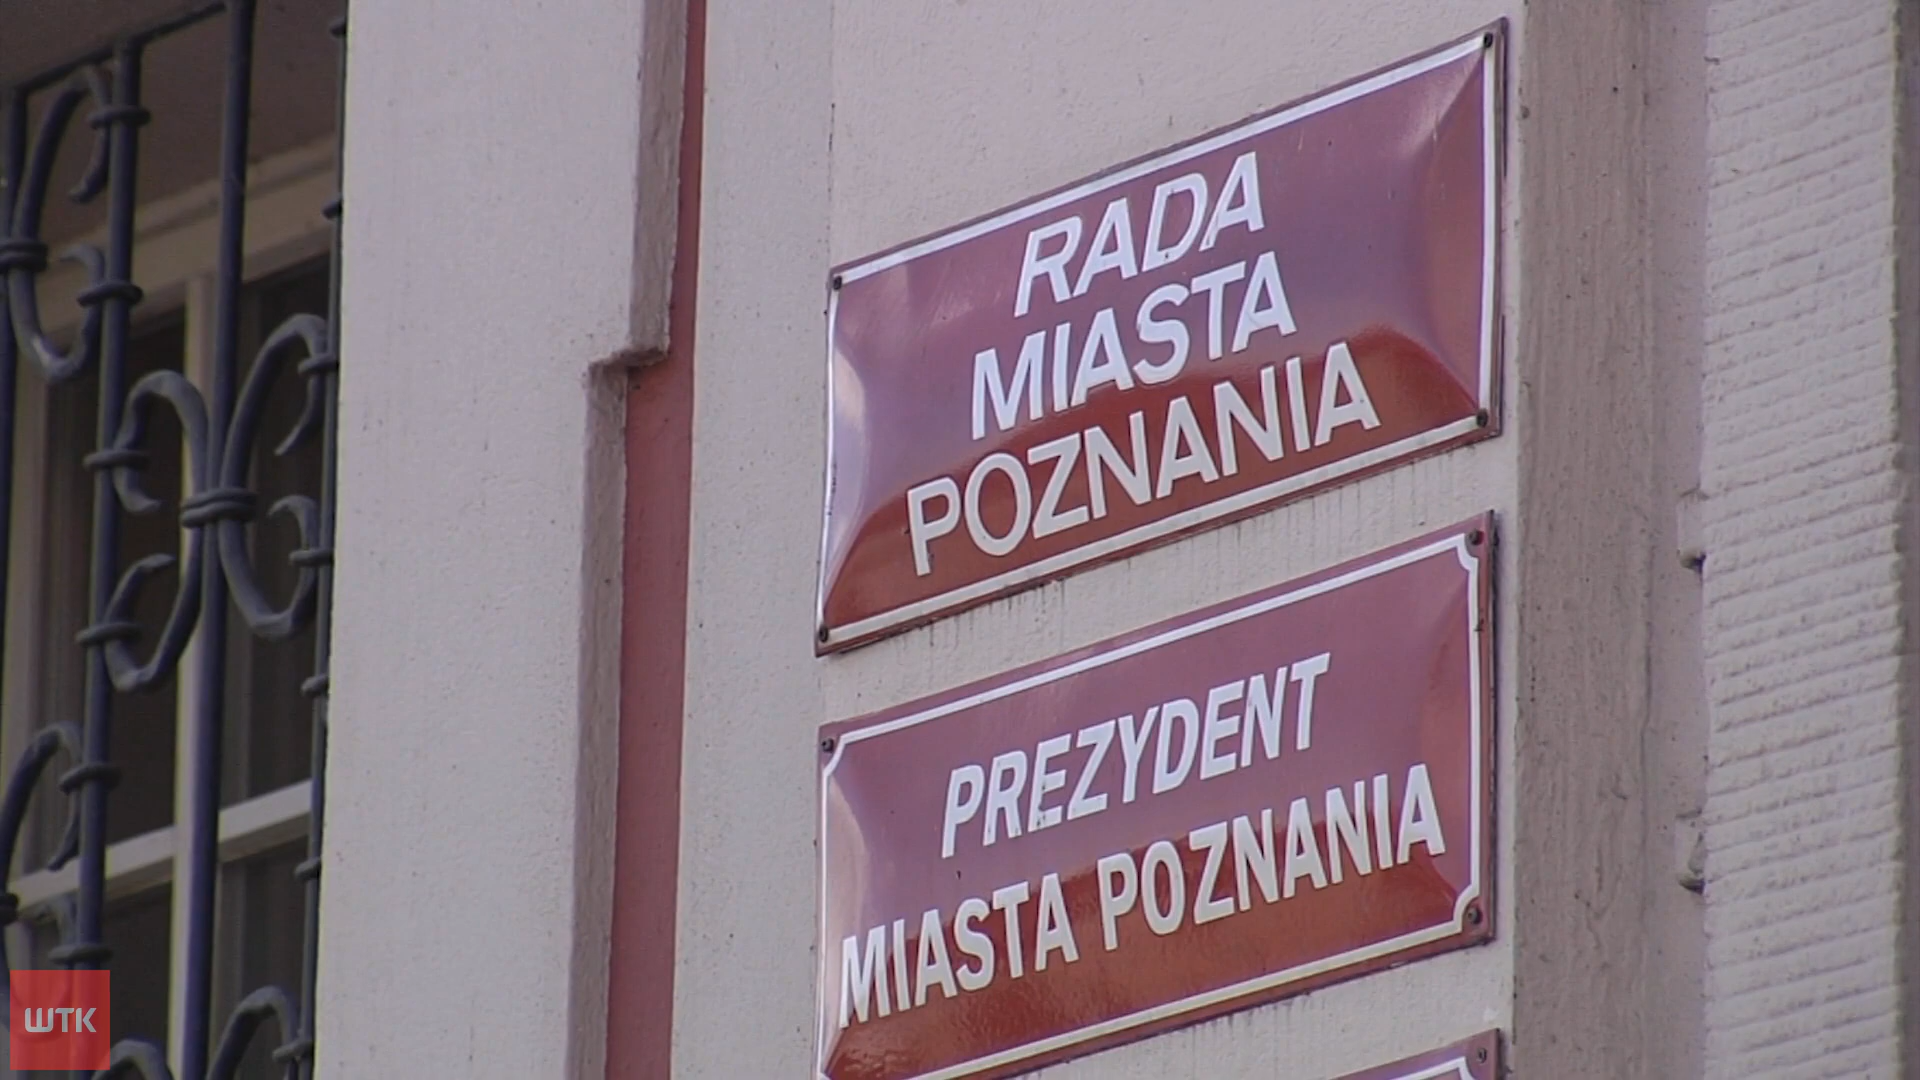 RADA
MIASTA
POZNANIA
PREZYDENT
MIASTA POZNANIA
WTK